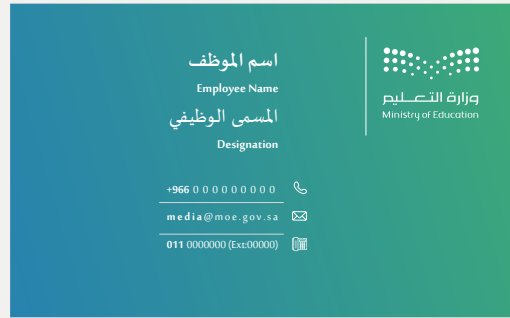 اسم الموظف
Employee Name
المسمى الوظيفي
Designation
+966 0 0 0 0 0 0 0 0 0
media@moe.gov.sa
011 0000000 (Ext:00000)
وزارة التعليم
Ministry of Education